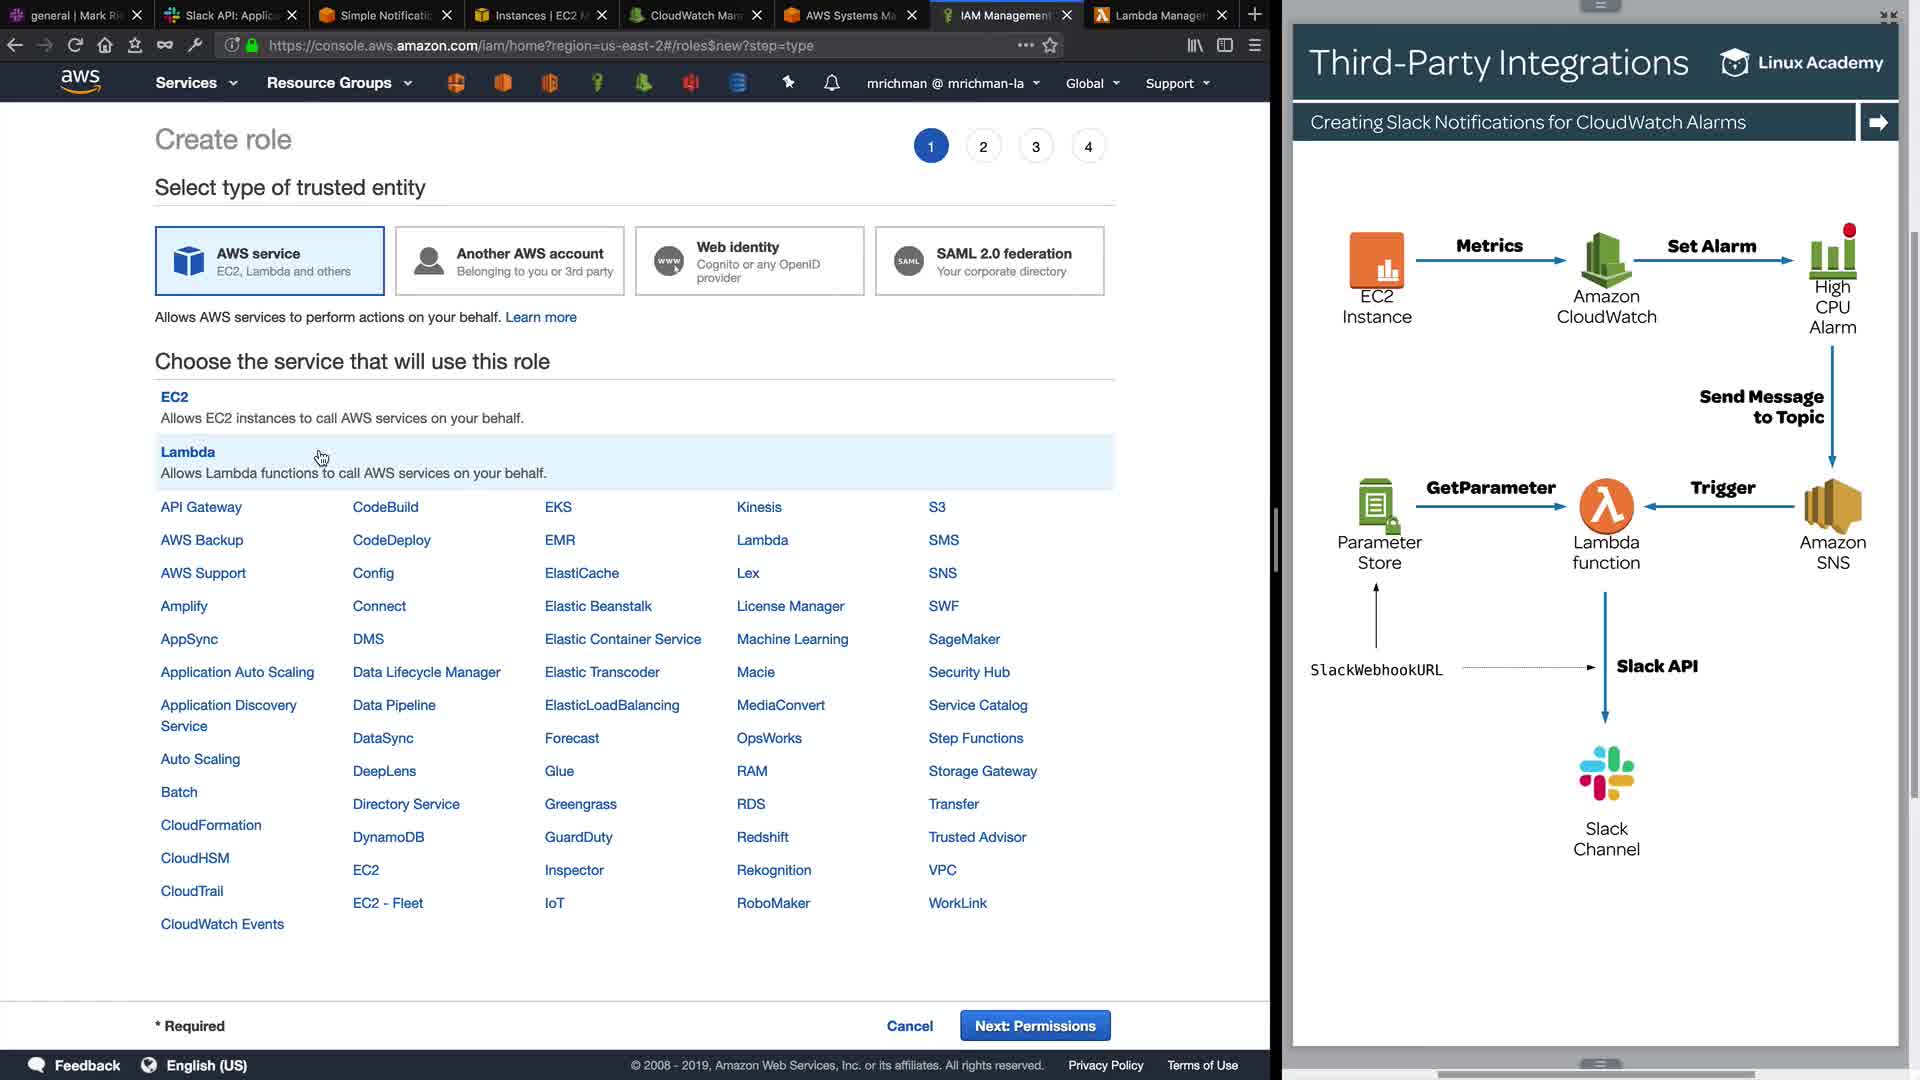 general | Mark Ri
Slack API: Applic
Simple Notificatio
Instances | EC2 M
CloudWatch Man
AWS Systems Ma
IAM Management
Lambda Manage
https://console.aws.amazon.com/iam/home?region=us-east-2#/roles$new?step=type
aws
Services
Resource Groups
mrichman @ mrichman-la
Global
Support
Create role
1
2
3
4
Select type of trusted entity
AWS service
EC2, Lambda and others
Another AWS account
Belonging to you or 3rd party
www
Web identity
Cognito or any OpenID
provider
SAML
SAML 2.0 federation
Your corporate directory
Allows AWS services to perform actions on your behalf. Learn more
Choose the service that will use this role
EC2
Allows EC2 instances to call AWS services on your behalf.
Lambda
Allows Lambda functions to call AWS services on your behalf.
API Gateway
AWS Backup
AWS Support
Amplify
AppSync
Application Auto Scaling
Application Discovery
Service
Auto Scaling
Batch
CloudFormation
CloudHSM
CloudTrail
CloudWatch Events
CodeBuild
CodeDeploy
Config
Connect
DMS
Data Lifecycle Manager
Data Pipeline
DataSync
DeepLens
Directory Service
DynamoDB
EC2
EC2 - Fleet
EKS
EMR
ElastiCache
Elastic Beanstalk
Elastic Container Service
Elastic Transcoder
ElasticLoadBalancing
Forecast
Glue
Greengrass
GuardDuty
Inspector
IoT
Kinesis
Lambda
Lex
License Manager
Machine Learning
Macie
MediaConvert
OpsWorks
RAM
RDS
Redshift
Rekognition
RoboMaker
S3
SMS
SNS
SWF
SageMaker
Security Hub
Service Catalog
Step Functions
Storage Gateway
Transfer
Trusted Advisor
VPC
WorkLink
* Required
Cancel
Next: Permissions
Feedback
English (US)
© 2008 - 2019, Amazon Web Services, Inc. or its affiliates. All rights reserved.
Privacy Policy
Terms of Use
Third-Party Integrations
Linux Academy
Creating Slack Notifications for CloudWatch Alarms
EC2
Instance
Metrics
Amazon
CloudWatch
Set Alarm
High
CPU
Alarm
Send Message
to Topic
Parameter
Store
GetParameter
Lambda
function
Trigger
Amazon
SNS
SlackWebhookURL
Slack API
Slack
Channel